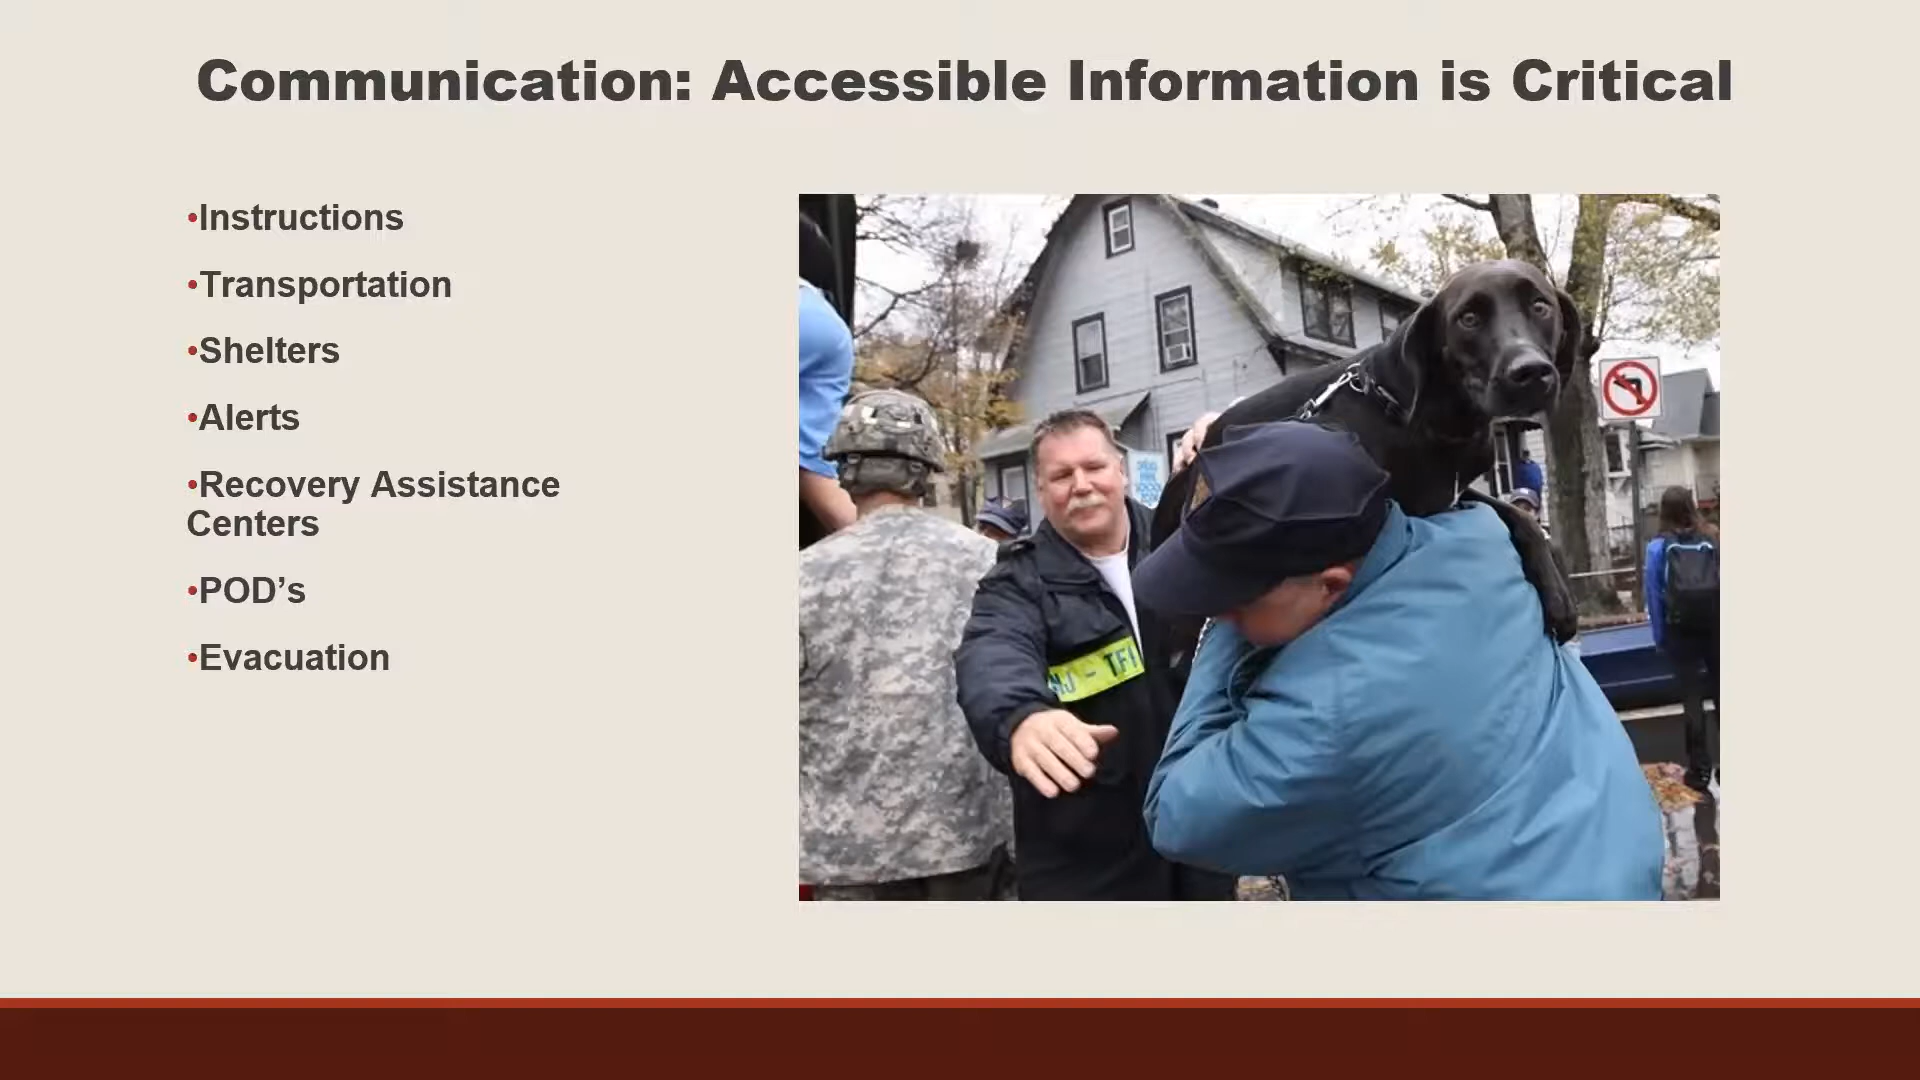 Communication: Accessible Information is Critical
•Instructions
•Transportation
•Shelters
•Alerts
•Recovery Assistance
Centers
•POD’s
•Evacuation
NJ - TF1